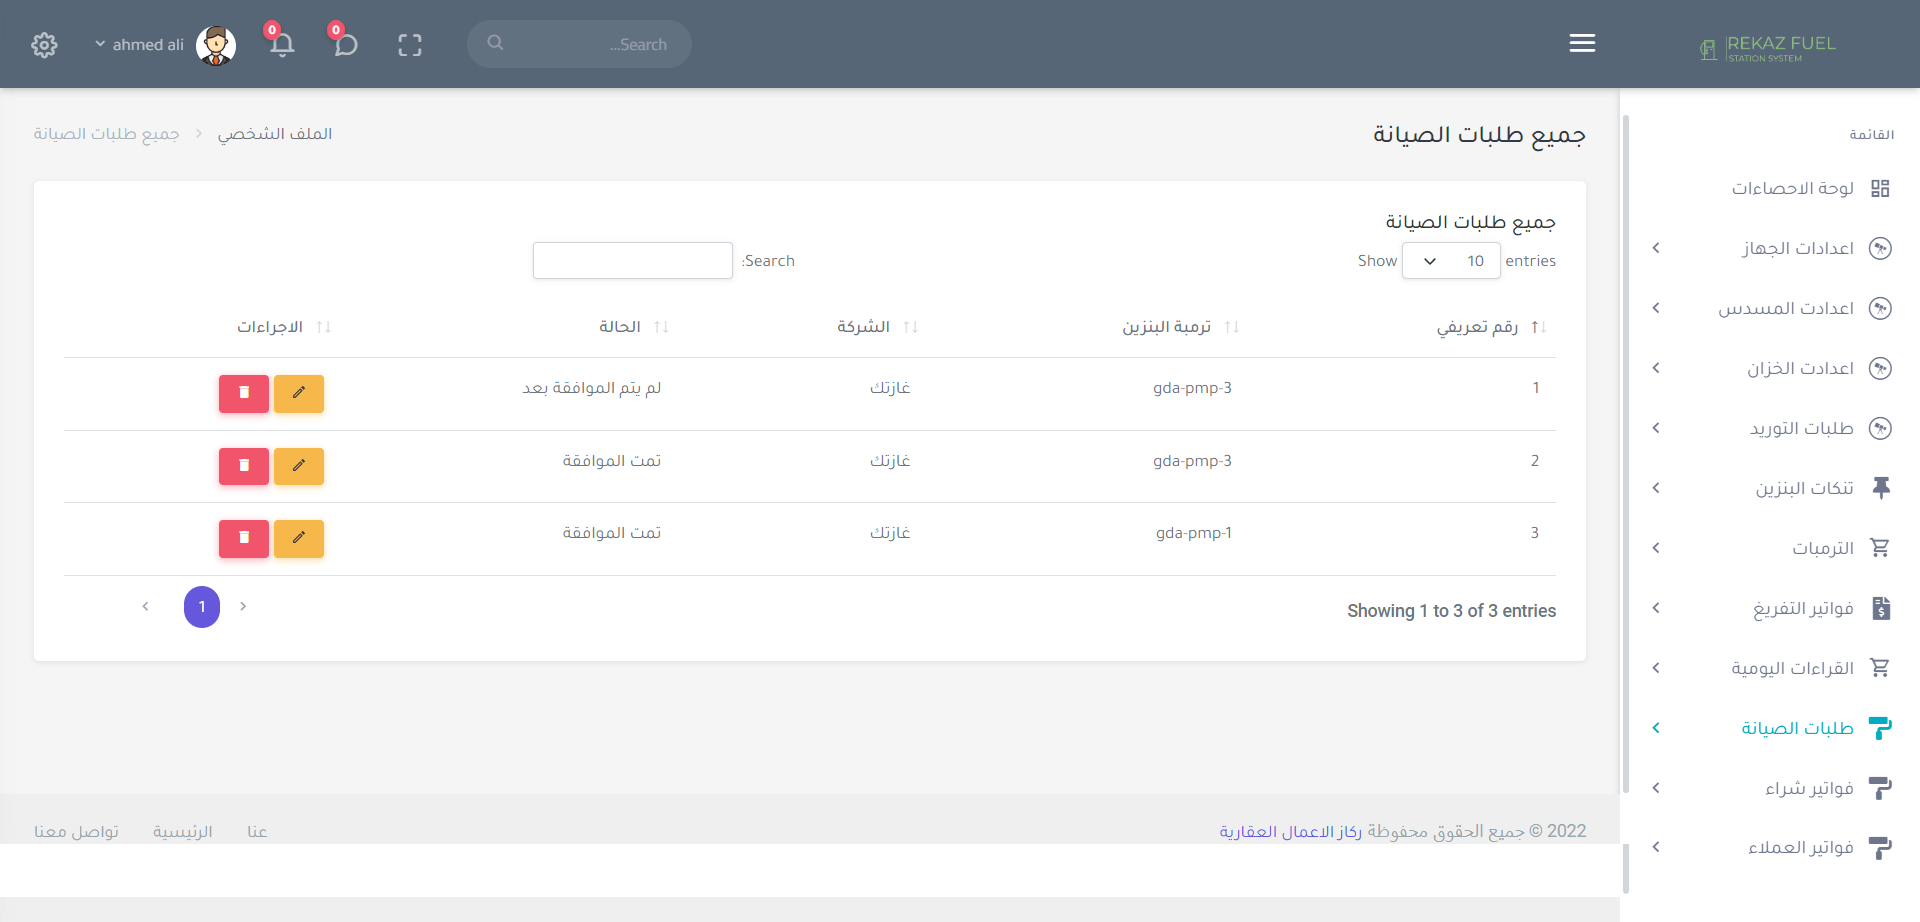 REKAZ FUEL
STATION SYSTEM
Search...
0
0
ahmed ali
القائمة
لوحة الاحصاءات
اعدادات الجهاز
اعدادت المسدس
اعدادت الخزان
طلبات التوريد
تنكات البنزين
الترمبات
فواتير التفريغ
القراءات اليومية
طلبات الصيانة
فواتير شراء
فواتير العملاء
جميع طلبات الصيانة
الملف الشخصي
جميع طلبات الصيانة
جميع طلبات الصيانة
Show 10 entries
Search:
رقم تعريفي ترمبة البنزين الشركة الحالة الاجراءات
1 gda-pmp-3 غازتك لم يتم الموافقة بعد
2 gda-pmp-3 غازتك تمت الموافقة
3 gda-pmp-1 غازتك تمت الموافقة
Showing 1 to 3 of 3 entries
1
2022 © جميع الحقوق محفوظة ركاز الاعمال العقارية
عنا الرئيسية تواصل معنا